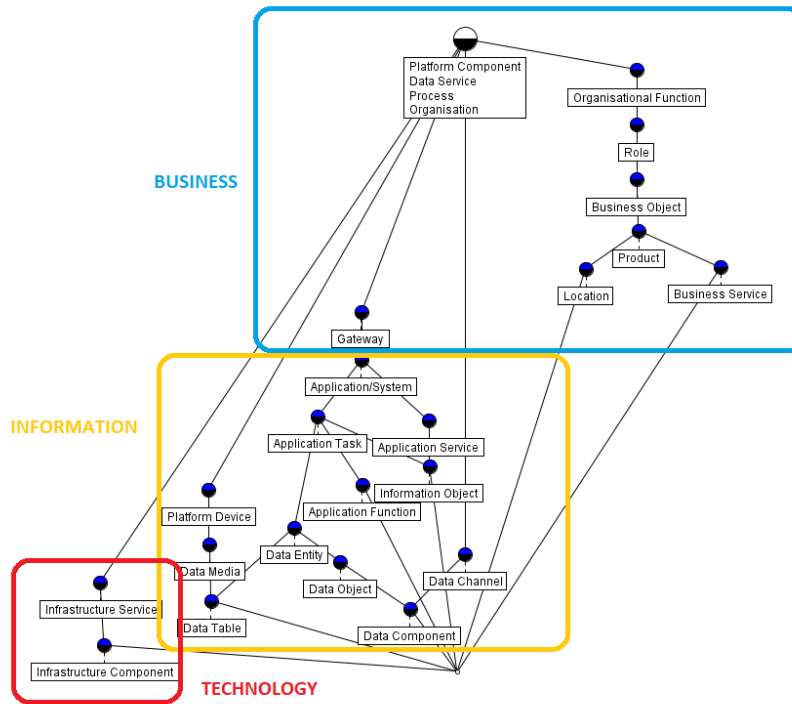 Platform Component
Data Service
Process
Organisation
Organisational Function
Role
BUSINESS
Business Object
Product
Location
Business Service
Gateway
Application/System
INFORMATION
Application Task
Application Service
Information Object
Platform Device
Application Function
Data Entity
Data Media
Data Object
Data Channel
Infrastructure Service
Data Table
Data Component
Infrastructure Component
TECHNOLOGY